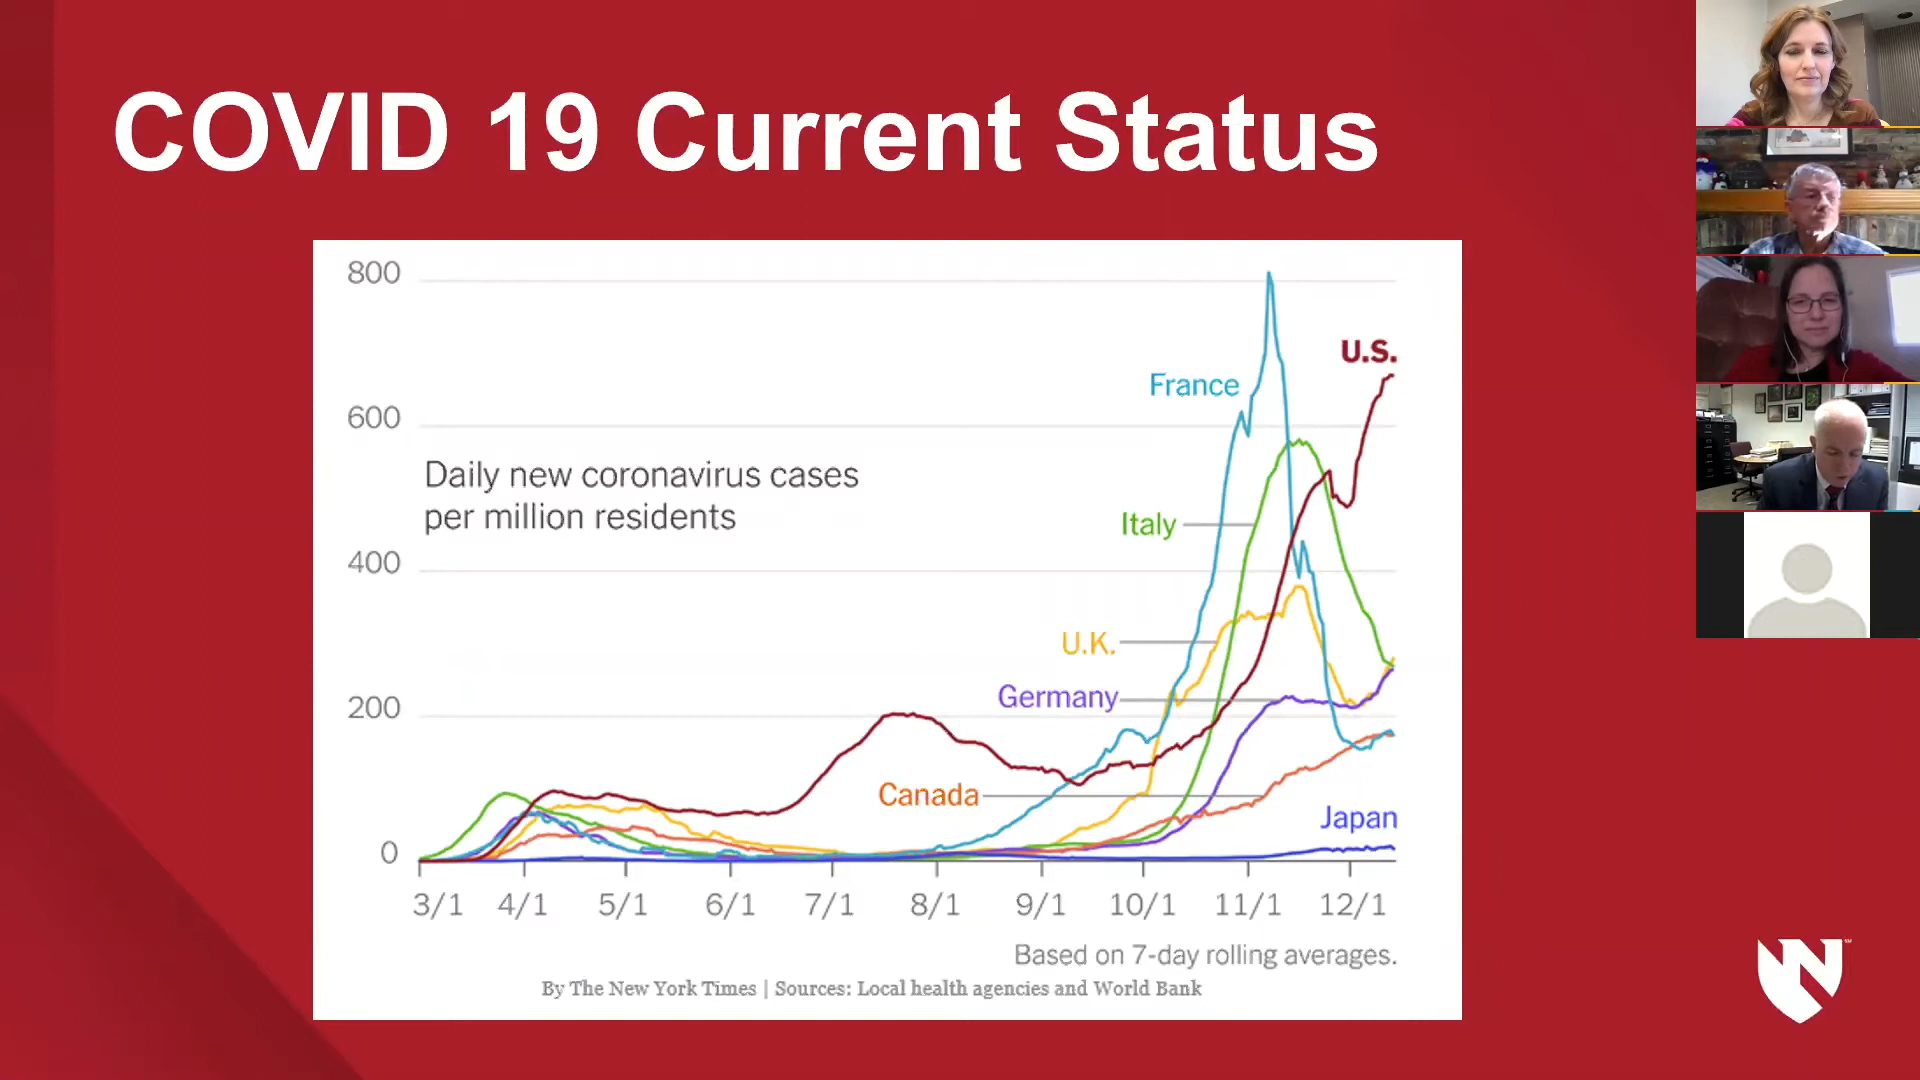 COVID 19 Current Status
800
600
400
200
0
Daily new coronavirus cases
per million residents
France
U.S.
Italy
U.K.
Germany
Canada
Japan
3/1 4/1 5/1 6/1 7/1 8/1 9/1 10/1 11/1 12/1
Based on 7-day rolling averages.
By The New York Times | Sources: Local health agencies and World Bank
N